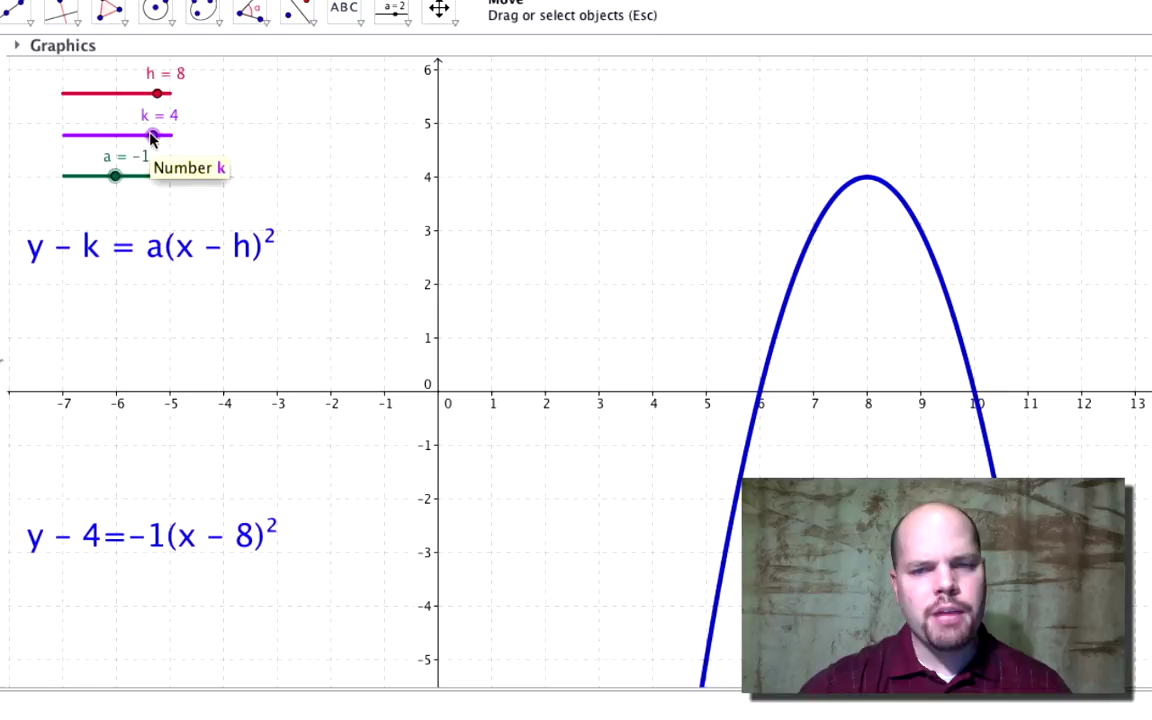 ABC
a=2
Move
Drag or select objects (Esc)
Graphics
h = 8
k = 4
a = −1
Number k
y − k = a(x − h)²
y − 4=−1(x − 8)²
6
5
4
3
2
1
0
-1
-2
-3
-4
-5
-7 -6 -5 -4 -3 -2 -1 0 1 2 3 4 5 6 7 8 9 10 11 12 13